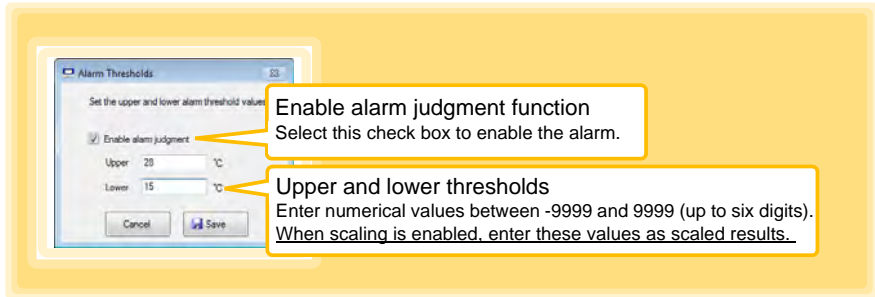 Alarm Thresholds
Set the upper and lower alarm threshold values
Enable alarm judgment
Upper 28 °C
Lower 15 °C
Cancel Save
Enable alarm judgment function
Select this check box to enable the alarm.
Upper and lower thresholds
Enter numerical values between -9999 and 9999 (up to six digits).
When scaling is enabled, enter these values as scaled results.